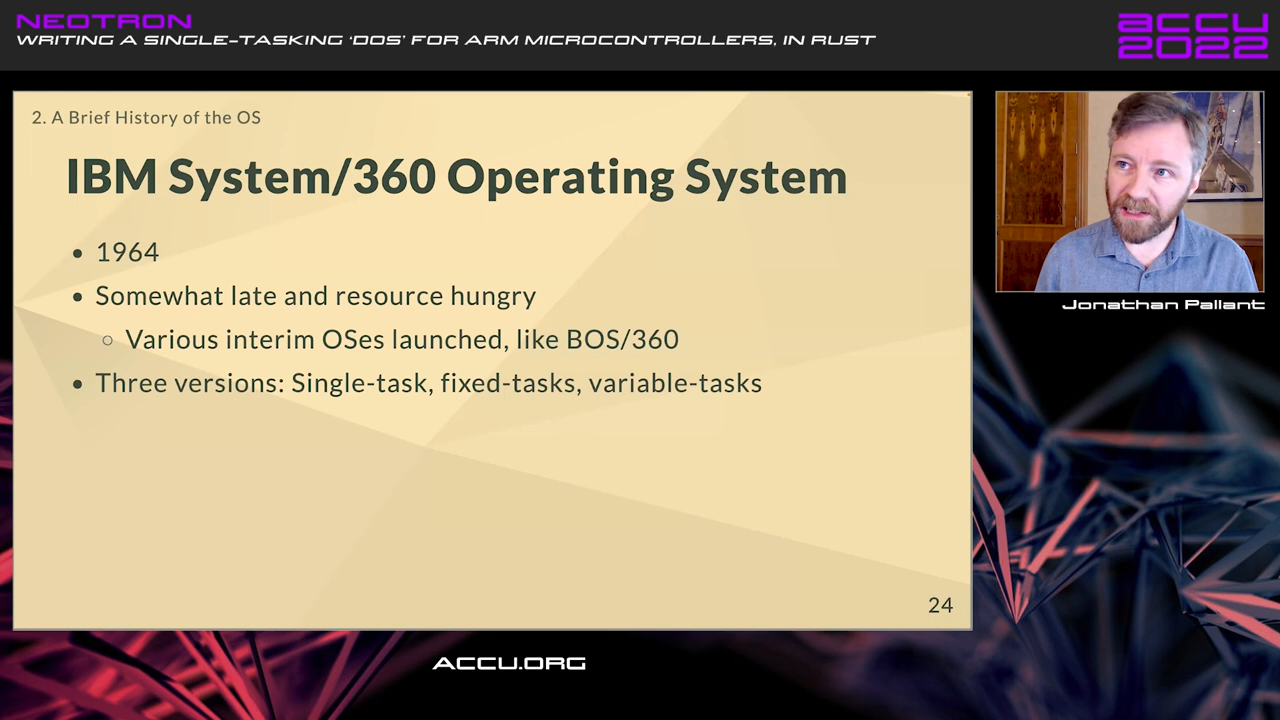 NEOTRON
WRITING A SINGLE-TASKING 'DOS' FOR ARM MICROCONTROLLERS, IN RUST
ACCU
2022
2. A Brief History of the OS
IBM System/360 Operating System
• 1964
• Somewhat late and resource hungry
○ Various interim OSes launched, like BOS/360
• Three versions: Single-task, fixed-tasks, variable-tasks
24
Jonathan Pallant
ACCU.ORG